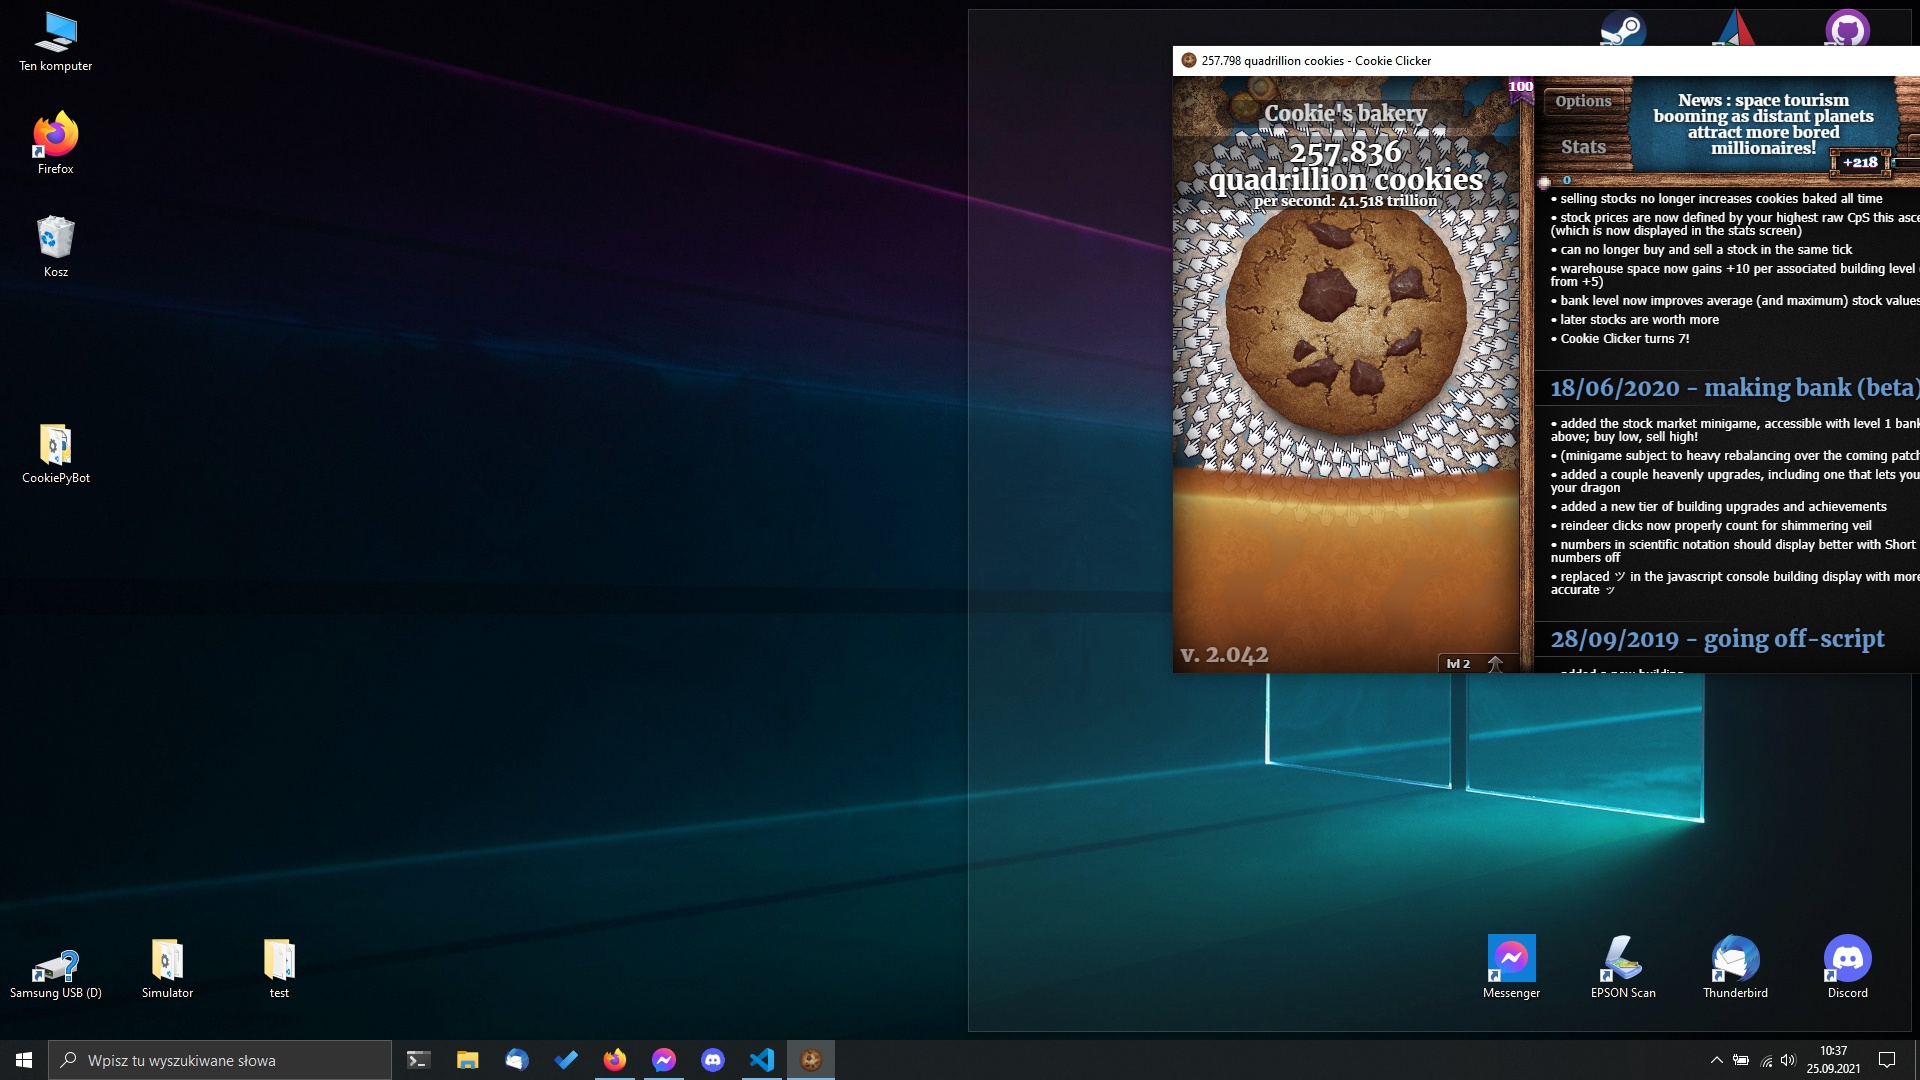 Ten komputer
Firefox
Kosz
CookiePyBot
Samsung USB (D)
Simulator
test
257.798 quadrillion cookies - Cookie Clicker
Cookie's bakery
257.836
quadrillion cookies
per second: 41.518 trillion
v. 2.042
lvl 2
100
Options
Stats
News : space tourism
booming as distant planets
attract more bored
millionaires!
+218
0
• selling stocks no longer increases cookies baked all time
• stock prices are now defined by your highest raw CpS this asce
(which is now displayed in the stats screen)
• can no longer buy and sell a stock in the same tick
• warehouse space now gains +10 per associated building level
from +5)
• bank level now improves average (and maximum) stock values
• later stocks are worth more
• Cookie Clicker turns 7!
18/06/2020 - making bank (beta)
• added the stock market minigame, accessible with level 1 bank
above; buy low, sell high!
• (minigame subject to heavy rebalancing over the coming patch
• added a couple heavenly upgrades, including one that lets you
your dragon
• added a new tier of building upgrades and achievements
• reindeer clicks now properly count for shimmering veil
• numbers in scientific notation should display better with Short
numbers off
• replaced ツ in the javascript console building display with more
accurate ッ
28/09/2019 - going off-script
Messenger
EPSON Scan
Thunderbird
Discord
Wpisz tu wyszukiwane słowa
10:37
25.09.2021